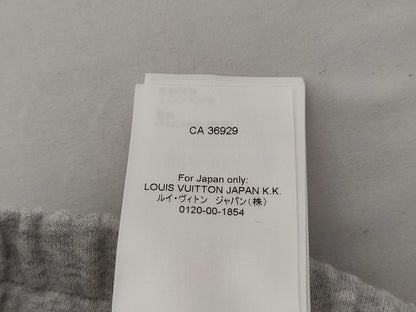 CA 36929
For Japan only:
LOUIS VUITTON JAPAN K.K.
ルイ・ヴィトン ジャパン(株)
0120-00-1854